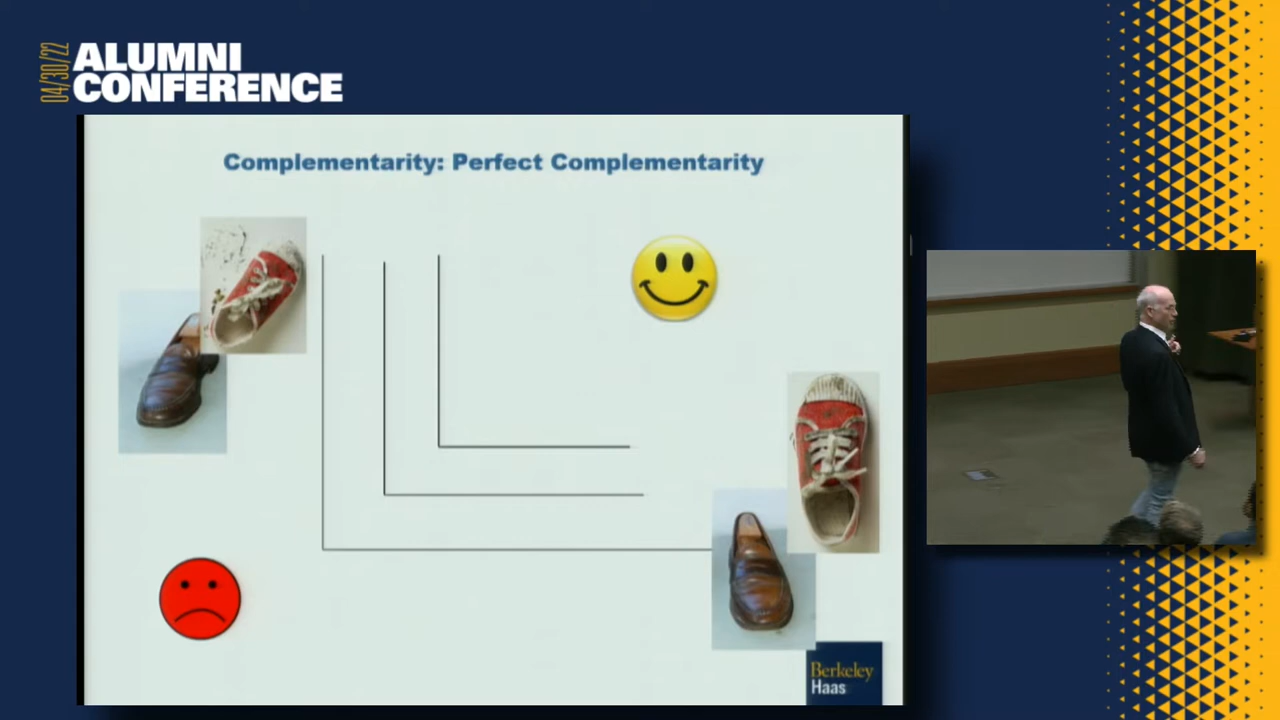 04/30/22
ALUMNI
CONFERENCE
Complementarity: Perfect Complementarity
Berkeley
Haas